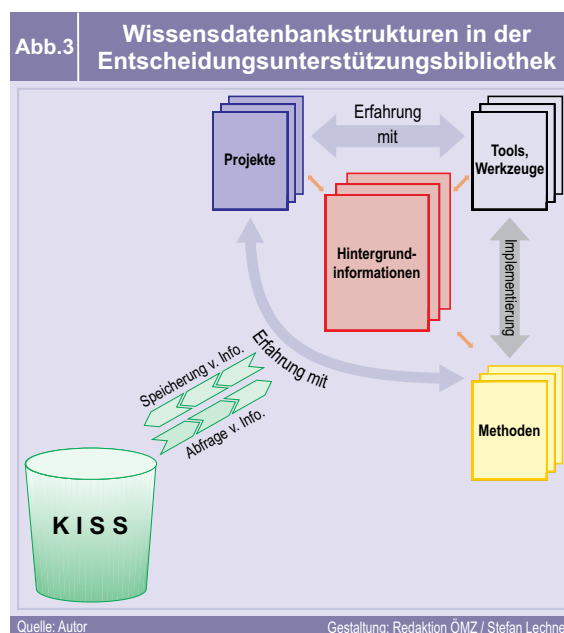 Abb.3
Wissensdatenbankstrukturen in der
Entscheidungsunterstützungsbibliothek
Projekte
Erfahrung
mit
Tools,
Werkzeuge
Hintergrund-
informationen
Implementierung
Erfahrung mit
Speicherung v. Info.
Abfrage v. Info.
Methoden
K I S S
Quelle: Autor
Gestaltung: Redaktion ÖMZ / Stefan Lechne